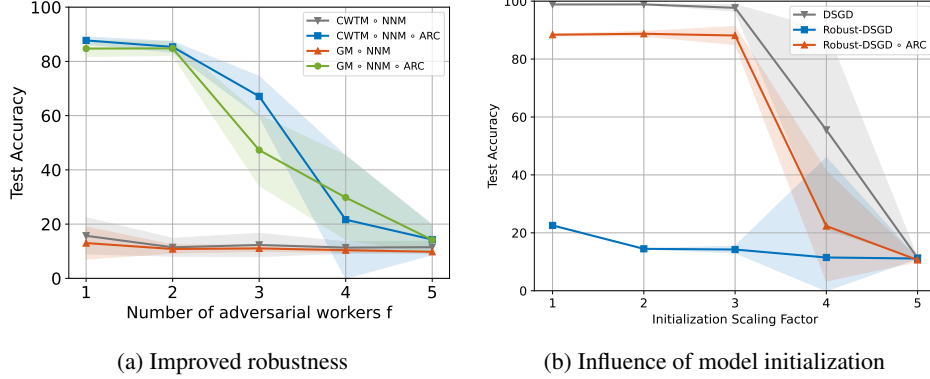 100
80
60
40
20
0
Test Accuracy
CWTM ∘ NNM
CWTM ∘ NNM ∘ ARC
GM ∘ NNM
GM ∘ NNM ∘ ARC
1 2 3 4 5
Number of adversarial workers f
(a) Improved robustness
100
80
60
40
20
0
Test Accuracy
DSGD
Robust-DSGD
Robust-DSGD ∘ ARC
1 2 3 4 5
Initialization Scaling Factor
(b) Influence of model initialization